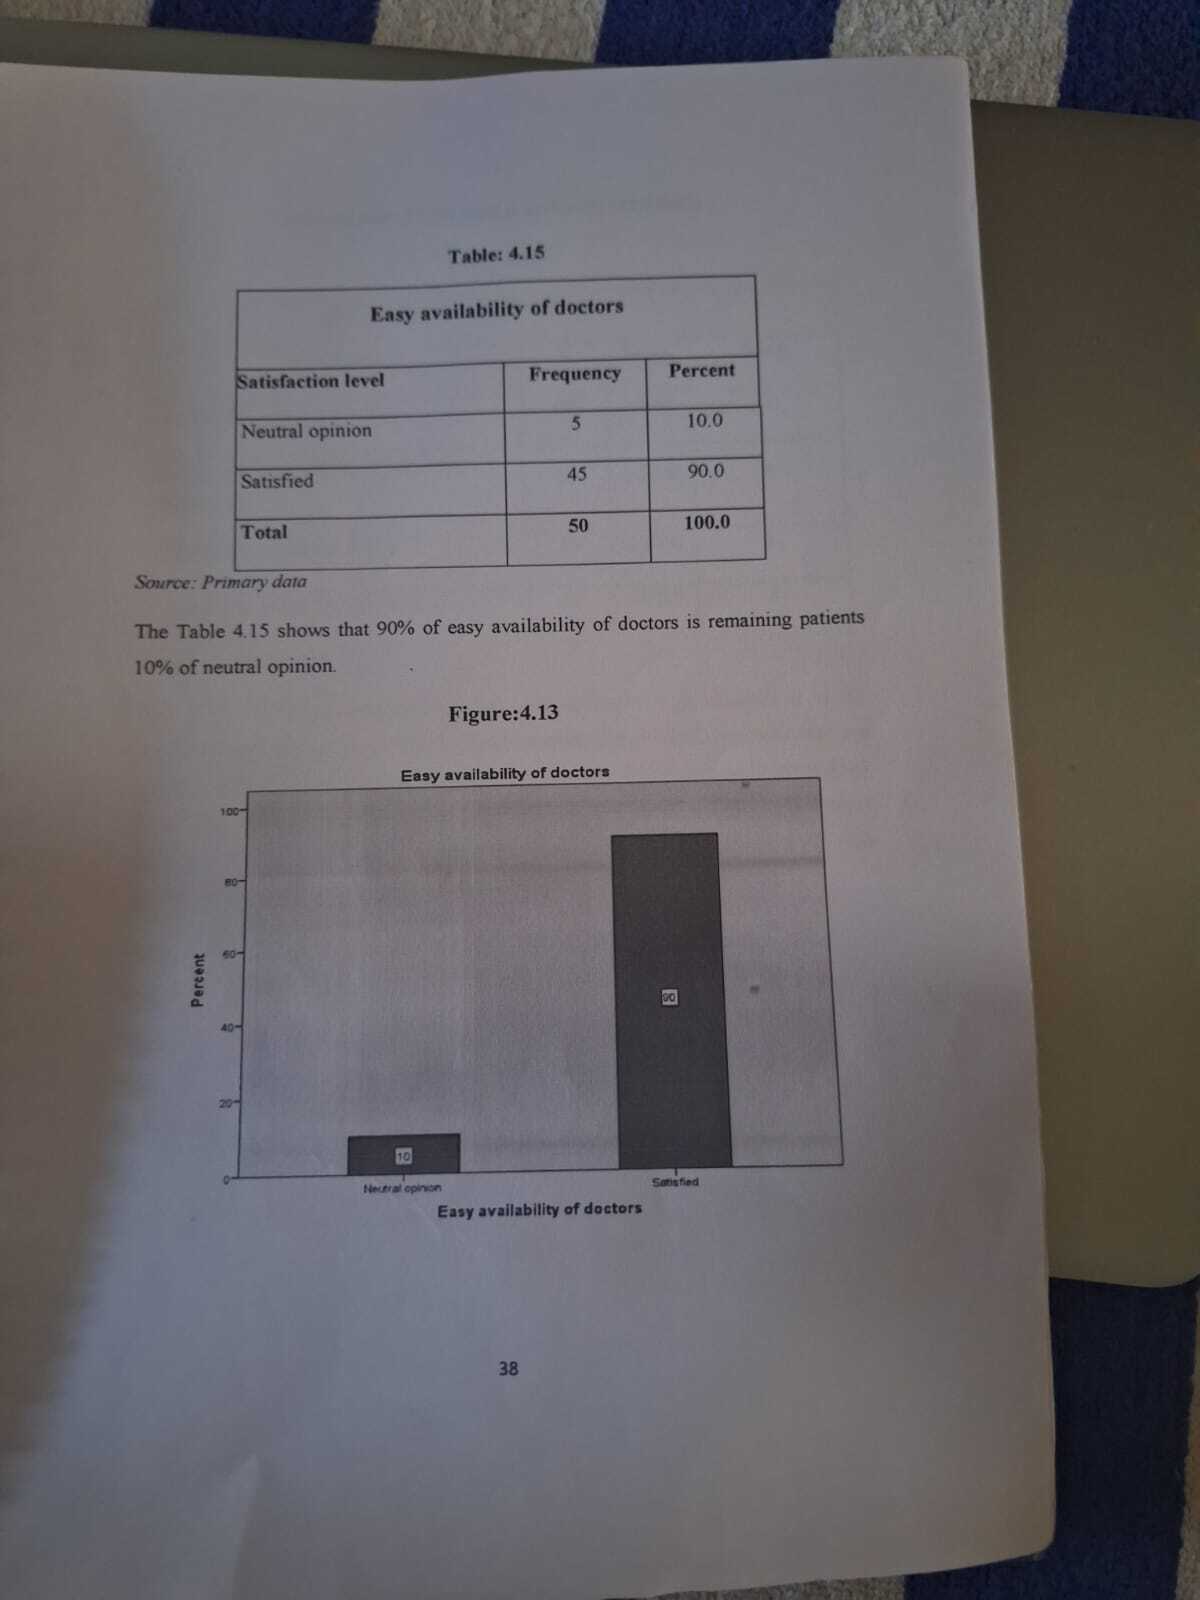 Table: 4.15
Easy availability of doctors
Satisfaction level Frequency Percent
Neutral opinion 5 10.0
Satisfied 45 90.0
Total 50 100.0
Source: Primary data
The Table 4.15 shows that 90% of easy availability of doctors is remaining patients
10% of neutral opinion.
Figure:4.13
Easy availability of doctors
100
80
60
40
20
0
Percent
90
10
Neutral opinion Satisfied
Easy availability of doctors
38